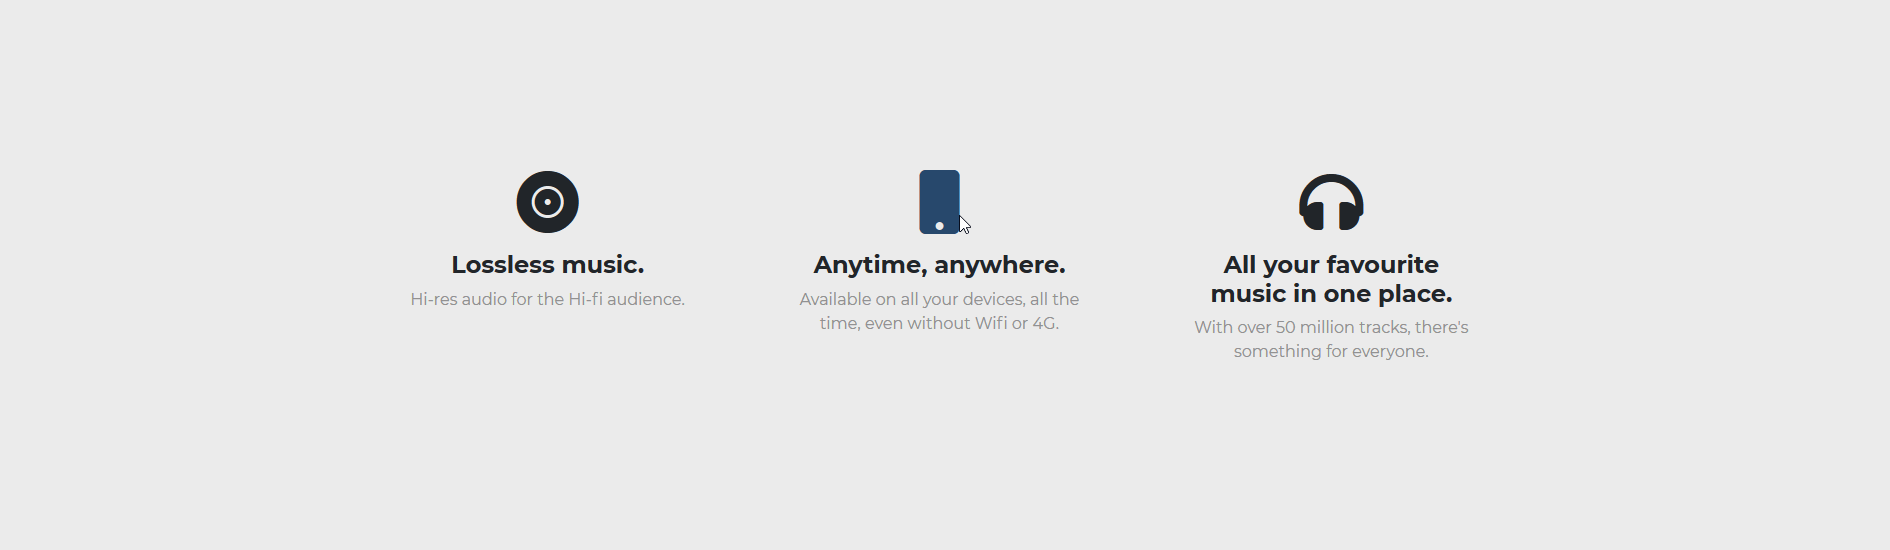 Lossless music.
Hi-res audio for the Hi-fi audience.
Anytime, anywhere.
Available on all your devices, all the
time, even without Wifi or 4G.
All your favourite
music in one place.
With over 50 million tracks, there's
something for everyone.